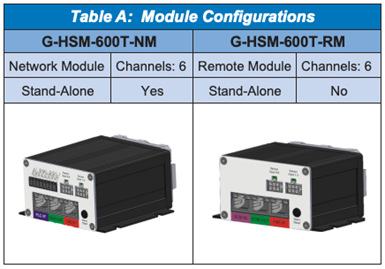 Table A:  Module Configurations
G-HSM-600T-NM G-HSM-600T-RM
Network Module Channels: 6 Remote Module Channels: 6
Stand-Alone Yes Stand-Alone No